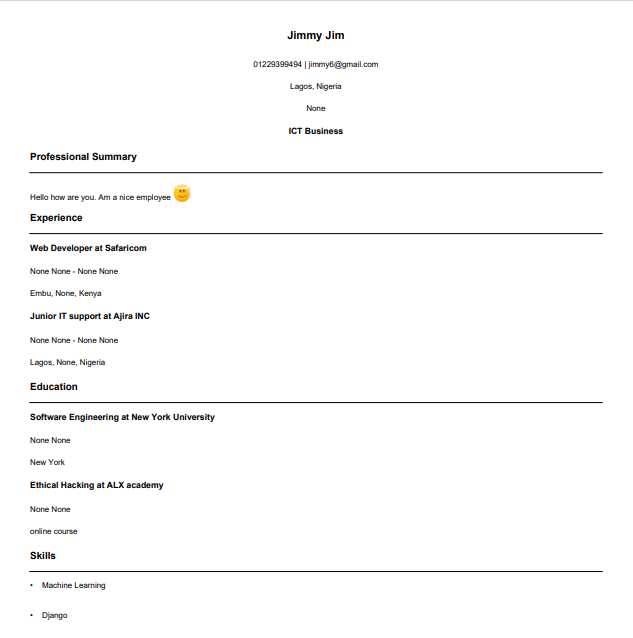 Jimmy Jim
01229399494 | jimmy6@gmail.com
Lagos, Nigeria
None
ICT Business
Professional Summary
Hello how are you. Am a nice employee 😇
Experience
Web Developer at Safaricom
None None - None None
Embu, None, Kenya
Junior IT support at Ajira INC
None None - None None
Lagos, None, Nigeria
Education
Software Engineering at New York University
None None
New York
Ethical Hacking at ALX academy
None None
online course
Skills
• Machine Learning
• Django